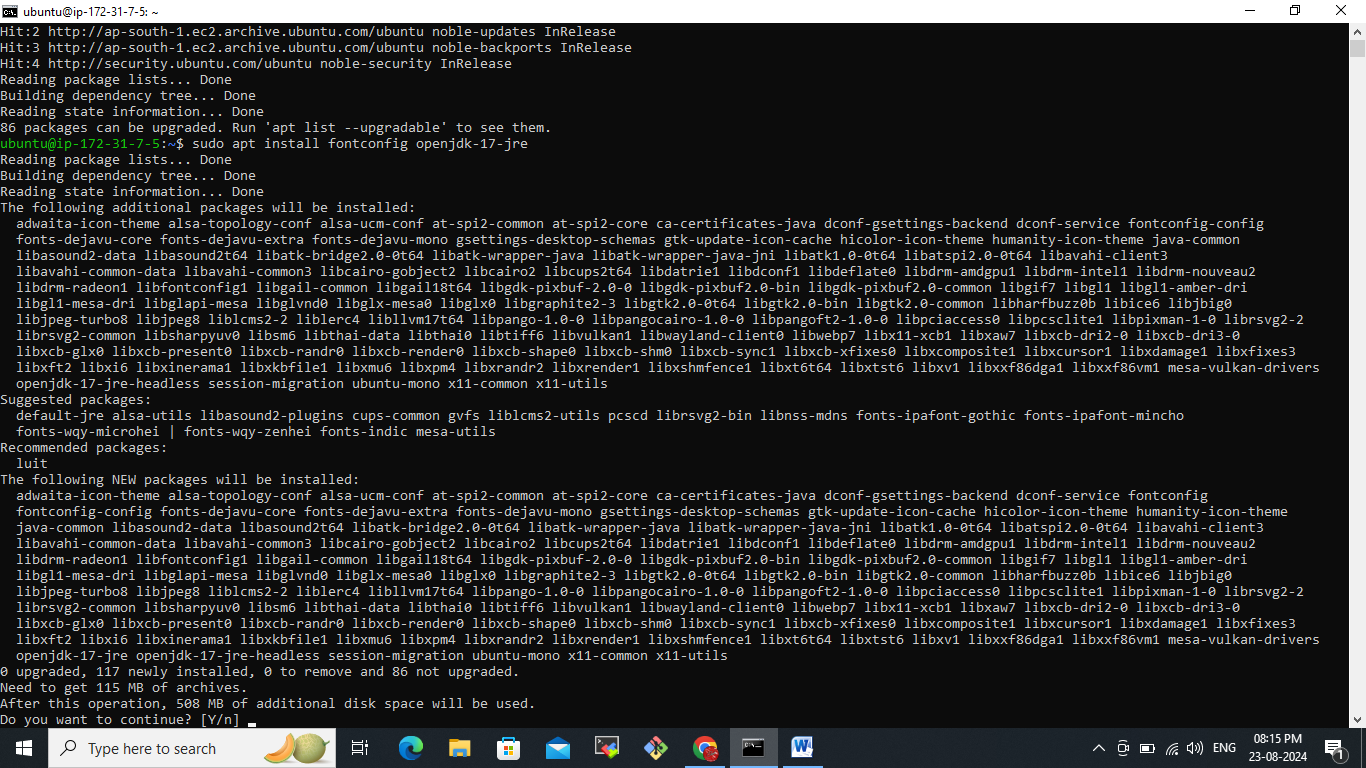 ubuntu@ip-172-31-7-5: ~
Hit:2 http://ap-south-1.ec2.archive.ubuntu.com/ubuntu noble-updates InRelease
Hit:3 http://ap-south-1.ec2.archive.ubuntu.com/ubuntu noble-backports InRelease
Hit:4 http://security.ubuntu.com/ubuntu noble-security InRelease
Reading package lists... Done
Building dependency tree... Done
Reading state information... Done
86 packages can be upgraded. Run 'apt list --upgradable' to see them.
ubuntu@ip-172-31-7-5:~$ sudo apt install fontconfig openjdk-17-jre
Reading package lists... Done
Building dependency tree... Done
Reading state information... Done
The following additional packages will be installed:
  adwaita-icon-theme alsa-topology-conf alsa-ucm-conf at-spi2-common at-spi2-core ca-certificates-java dconf-gsettings-backend dconf-service fontconfig-config
  fonts-dejavu-core fonts-dejavu-extra fonts-dejavu-mono gsettings-desktop-schemas gtk-update-icon-cache hicolor-icon-theme humanity-icon-theme java-common
  libasound2-data libasound2t64 libatk-bridge2.0-0t64 libatk-wrapper-java libatk-wrapper-java-jni libatk1.0-0t64 libatspi2.0-0t64 libavahi-client3
  libavahi-common-data libavahi-common3 libcairo-gobject2 libcairo2 libcups2t64 libdatrie1 libdconf1 libdeflate0 libdrm-amdgpu1 libdrm-intel1 libdrm-nouveau2
  libdrm-radeon1 libfontconfig1 libgail-common libgail18t64 libgdk-pixbuf-2.0-0 libgdk-pixbuf2.0-bin libgdk-pixbuf2.0-common libgif7 libgl1 libgl1-amber-dri
  libgl1-mesa-dri libglapi-mesa libglvnd0 libglx-mesa0 libglx0 libgraphite2-3 libgtk2.0-0t64 libgtk2.0-bin libgtk2.0-common libharfbuzz0b libice6 libjbig0
  libjpeg-turbo8 libjpeg8 liblcms2-2 liblerc4 libllvm17t64 libpango-1.0-0 libpangocairo-1.0-0 libpangoft2-1.0-0 libpciaccess0 libpcsclite1 libpixman-1-0 librsvg2-2
  librsvg2-common libsharpyuv0 libsm6 libthai-data libthai0 libtiff6 libvulkan1 libwayland-client0 libwebp7 libx11-xcb1 libxaw7 libxcb-dri2-0 libxcb-dri3-0
  libxcb-glx0 libxcb-present0 libxcb-randr0 libxcb-render0 libxcb-shape0 libxcb-shm0 libxcb-sync1 libxcb-xfixes0 libxcomposite1 libxcursor1 libxdamage1 libxfixes3
  libxft2 libxi6 libxinerama1 libxkbfile1 libxmu6 libxpm4 libxrandr2 libxrender1 libxshmfence1 libxt6t64 libxtst6 libxv1 libxxf86dga1 libxxf86vm1 mesa-vulkan-drivers
  openjdk-17-jre-headless session-migration ubuntu-mono x11-common x11-utils
Suggested packages:
  default-jre alsa-utils libasound2-plugins cups-common gvfs liblcms2-utils pcscd librsvg2-bin libnss-mdns fonts-ipafont-gothic fonts-ipafont-mincho
  fonts-wqy-microhei | fonts-wqy-zenhei fonts-indic mesa-utils
Recommended packages:
  luit
The following NEW packages will be installed:
  adwaita-icon-theme alsa-topology-conf alsa-ucm-conf at-spi2-common at-spi2-core ca-certificates-java dconf-gsettings-backend dconf-service fontconfig
  fontconfig-config fonts-dejavu-core fonts-dejavu-extra fonts-dejavu-mono gsettings-desktop-schemas gtk-update-icon-cache hicolor-icon-theme humanity-icon-theme
  java-common libasound2-data libasound2t64 libatk-bridge2.0-0t64 libatk-wrapper-java libatk-wrapper-java-jni libatk1.0-0t64 libatspi2.0-0t64 libavahi-client3
  libavahi-common-data libavahi-common3 libcairo-gobject2 libcairo2 libcups2t64 libdatrie1 libdconf1 libdeflate0 libdrm-amdgpu1 libdrm-intel1 libdrm-nouveau2
  libdrm-radeon1 libfontconfig1 libgail-common libgail18t64 libgdk-pixbuf-2.0-0 libgdk-pixbuf2.0-bin libgdk-pixbuf2.0-common libgif7 libgl1 libgl1-amber-dri
  libgl1-mesa-dri libglapi-mesa libglvnd0 libglx-mesa0 libglx0 libgraphite2-3 libgtk2.0-0t64 libgtk2.0-bin libgtk2.0-common libharfbuzz0b libice6 libjbig0
  libjpeg-turbo8 libjpeg8 liblcms2-2 liblerc4 libllvm17t64 libpango-1.0-0 libpangocairo-1.0-0 libpangoft2-1.0-0 libpciaccess0 libpcsclite1 libpixman-1-0 librsvg2-2
  librsvg2-common libsharpyuv0 libsm6 libthai-data libthai0 libtiff6 libvulkan1 libwayland-client0 libwebp7 libx11-xcb1 libxaw7 libxcb-dri2-0 libxcb-dri3-0
  libxcb-glx0 libxcb-present0 libxcb-randr0 libxcb-render0 libxcb-shape0 libxcb-shm0 libxcb-sync1 libxcb-xfixes0 libxcomposite1 libxcursor1 libxdamage1 libxfixes3
  libxft2 libxi6 libxinerama1 libxkbfile1 libxmu6 libxpm4 libxrandr2 libxrender1 libxshmfence1 libxt6t64 libxtst6 libxv1 libxxf86dga1 libxxf86vm1 mesa-vulkan-drivers
  openjdk-17-jre openjdk-17-jre-headless session-migration ubuntu-mono x11-common x11-utils
0 upgraded, 117 newly installed, 0 to remove and 86 not upgraded.
Need to get 115 MB of archives.
After this operation, 508 MB of additional disk space will be used.
Do you want to continue? [Y/n]
Type here to search
ENG
08:15 PM
23-08-2024
1